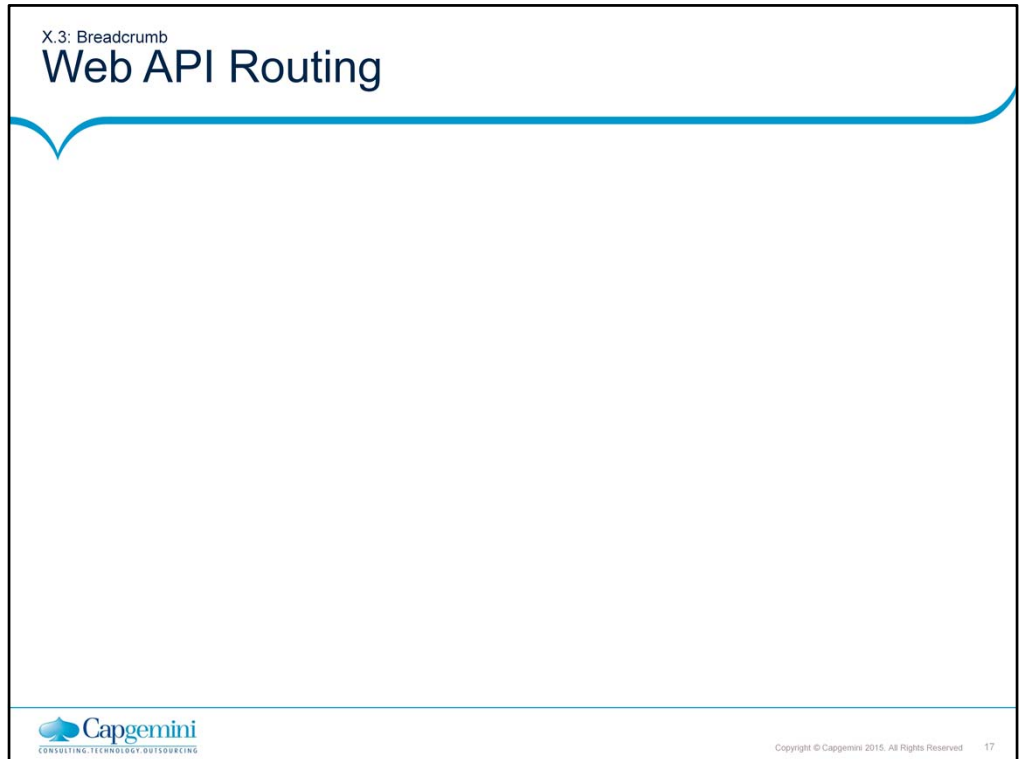 X.3: Breadcrumb
Web API Routing
Capgemini
CONSULTING.TECHNOLOGY.OUTSOURCING
Copyright © Capgemini 2015. All Rights Reserved 17